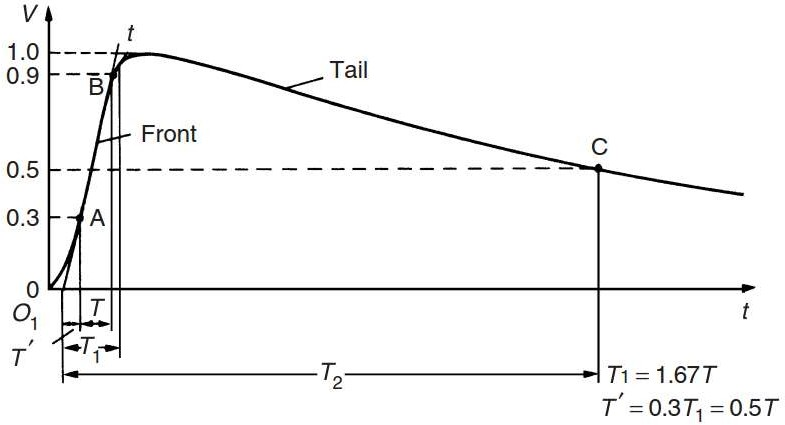 V
t
1.0
0.9
B
Tail
Front
C
0.5
0.3
A
0
O₁
T
t
T′
T₁
T₂
T1 = 1.67T
T′ = 0.3T₁ = 0.5T